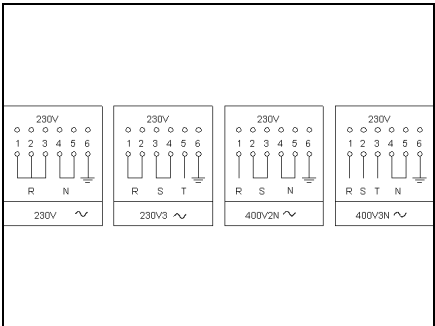 230V
1 2 3 4 5 6
R N
230V
230V
1 2 3 4 5 6
R S T
230V3
230V
1 2 3 4 5 6
R S N
400V2N
230V
1 2 3 4 5 6
R S T N
400V3N